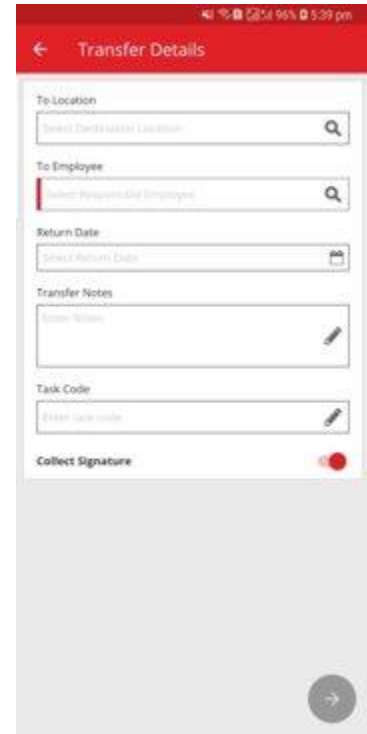 96% 5:39 pm
Transfer Details
To Location
Select Destination Location
To Employee
Select Responsible Employee
Return Date
Select Return Date
Transfer Notes
Enter Notes
Task Code
Enter task code
Collect Signature